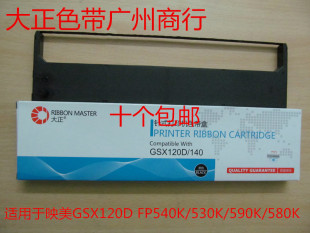 大正色带广州商行
RIBBON MASTER
大正
十个包邮
PRINTER RIBBON CARTRIDGE
Compatible With
GSX120D/140
适用于映美GSX120D FP540K/530K/590K/580K